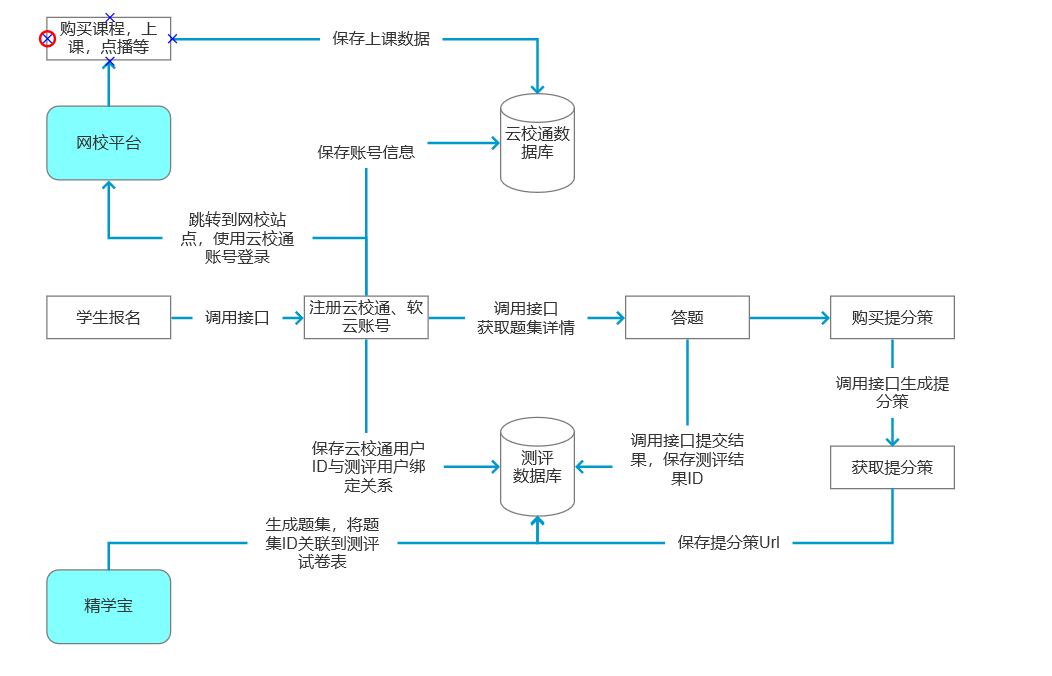 购买课程，上
课，点播等
保存上课数据
网校平台
云校通数
据库
保存账号信息
跳转到网校站
点，使用云校通
账号登录
学生报名
调用接口
注册云校通、软
云账号
调用接口
获取题集详情
答题
购买提分策
调用接口生成提
分策
保存云校通用户
ID与测评用户绑
定关系
测评
数据库
调用接口提交结
果，保存测评结
果ID
获取提分策
生成题集，将题
集ID关联到测评
试卷表
保存提分策Url
精学宝